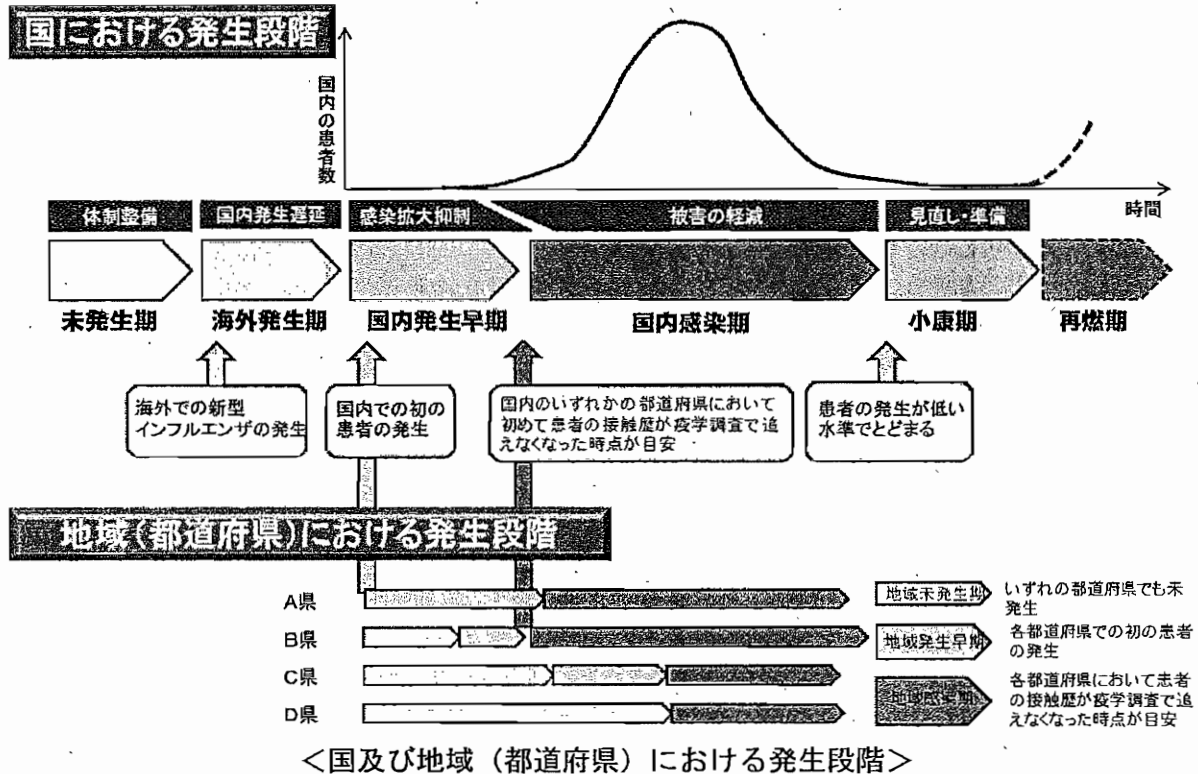 国における発生段階
国内の患者数
時間
体制整備
国内発生遅延
感染拡大抑制
被害の軽減
見直し・準備
未発生期
海外発生期
国内発生早期
国内感染期
小康期
再燃期
海外での新型
インフルエンザの発生
国内での初の
患者の発生
国内のいずれかの都道府県において
初めて患者の接触歴が疫学調査で追
えなくなった時点が目安
患者の発生が低い
水準でとどまる
地域(都道府県)における発生段階
A県
B県
C県
D県
地域未発生期
いずれの都道府県でも未
発生
地域発生早期
各都道府県での初の患者
の発生
地域感染期
各都道府県において患者
の接触歴が疫学調査で追
えなくなった時点が目安
<国及び地域(都道府県)における発生段階>